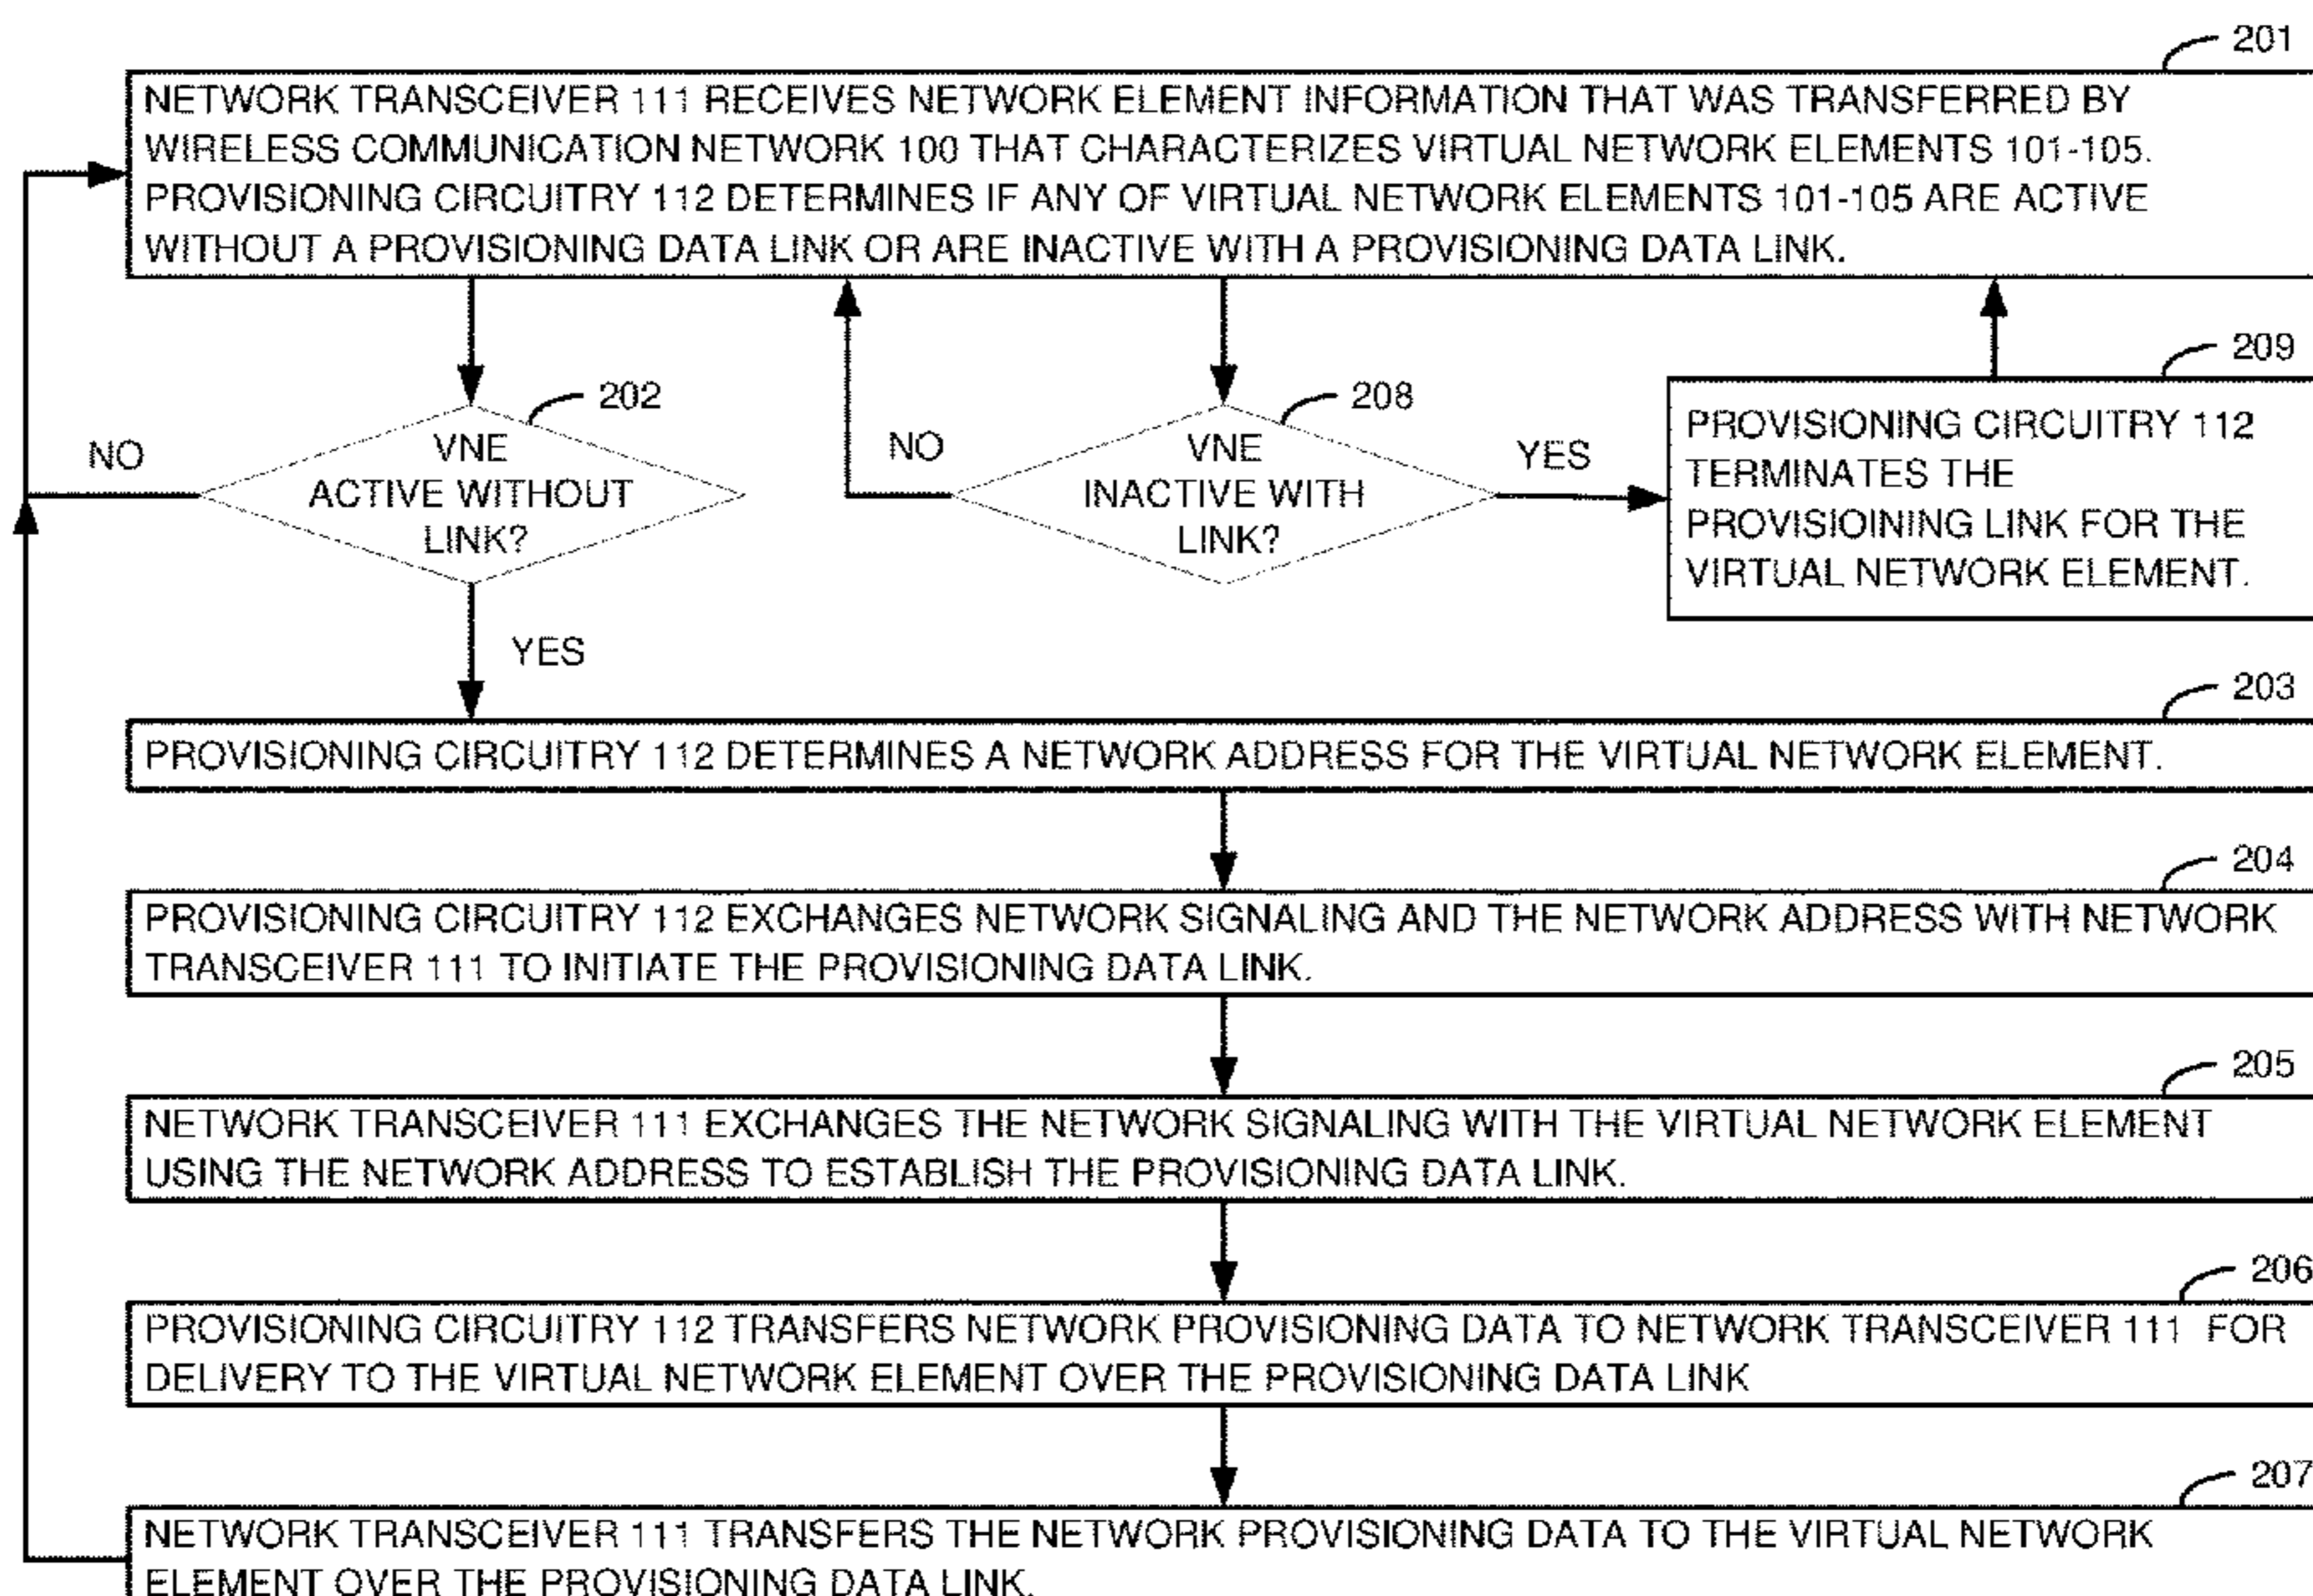 201
NETWORK TRANSCEIVER 111 RECEIVES NETWORK ELEMENT INFORMATION THAT WAS TRANSFERRED BY
WIRELESS COMMUNICATION NETWORK 100 THAT CHARACTERIZES VIRTUAL NETWORK ELEMENTS 101-105.
PROVISIONING CIRCUITRY 112 DETERMINES IF ANY OF VIRTUAL NETWORK ELEMENTS 101-105 ARE ACTIVE
WITHOUT A PROVISIONING DATA LINK OR ARE INACTIVE WITH A PROVISIONING DATA LINK.
202
NO
VNE
ACTIVE WITHOUT
LINK?
YES
208
NO
VNE
INACTIVE WITH
LINK?
YES
209
PROVISIONING CIRCUITRY 112
TERMINATES THE
PROVISIOINING LINK FOR THE
VIRTUAL NETWORK ELEMENT.
203
PROVISIONING CIRCUITRY 112 DETERMINES A NETWORK ADDRESS FOR THE VIRTUAL NETWORK ELEMENT.
204
PROVISIONING CIRCUITRY 112 EXCHANGES NETWORK SIGNALING AND THE NETWORK ADDRESS WITH NETWORK
TRANSCEIVER 111 TO INITIATE THE PROVISIONING DATA LINK.
205
NETWORK TRANSCEIVER 111 EXCHANGES THE NETWORK SIGNALING WITH THE VIRTUAL NETWORK ELEMENT
USING THE NETWORK ADDRESS TO ESTABLISH THE PROVISIONING DATA LINK.
206
PROVISIONING CIRCUITRY 112 TRANSFERS NETWORK PROVISIONING DATA TO NETWORK TRANSCEIVER 111 FOR
DELIVERY TO THE VIRTUAL NETWORK ELEMENT OVER THE PROVISIONING DATA LINK
207
NETWORK TRANSCEIVER 111 TRANSFERS THE NETWORK PROVISIONING DATA TO THE VIRTUAL NETWORK
ELEMENT OVER THE PROVISIONING DATA LINK.